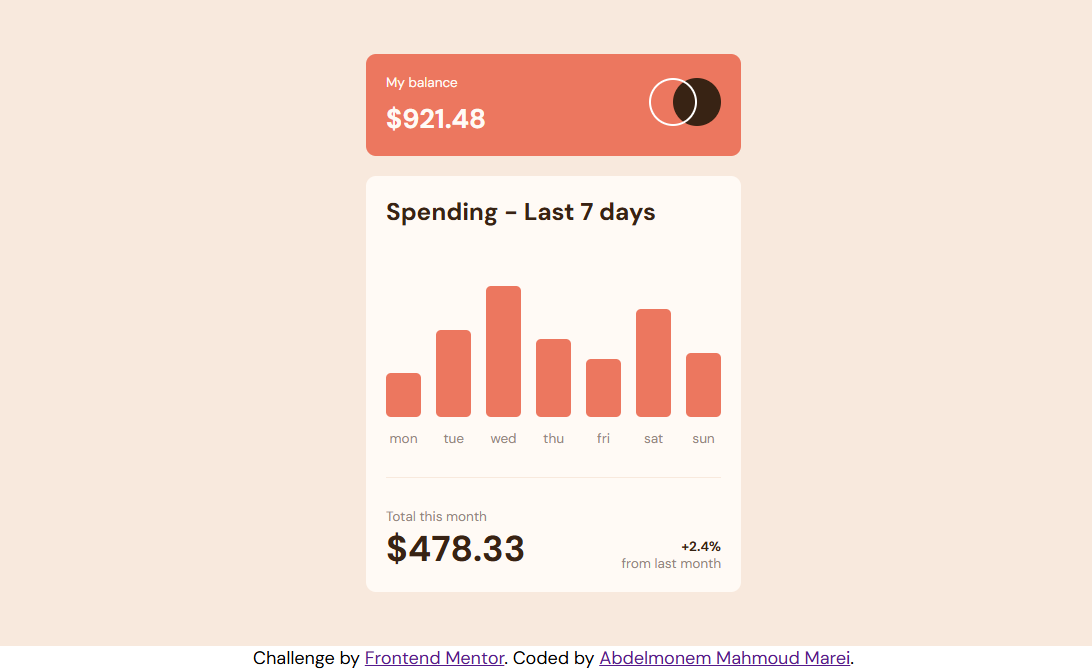 My balance
$921.48
Spending - Last 7 days
mon tue wed thu fri sat sun
Total this month
$478.33
+2.4%
from last month
Challenge by Frontend Mentor. Coded by Abdelmonem Mahmoud Marei.